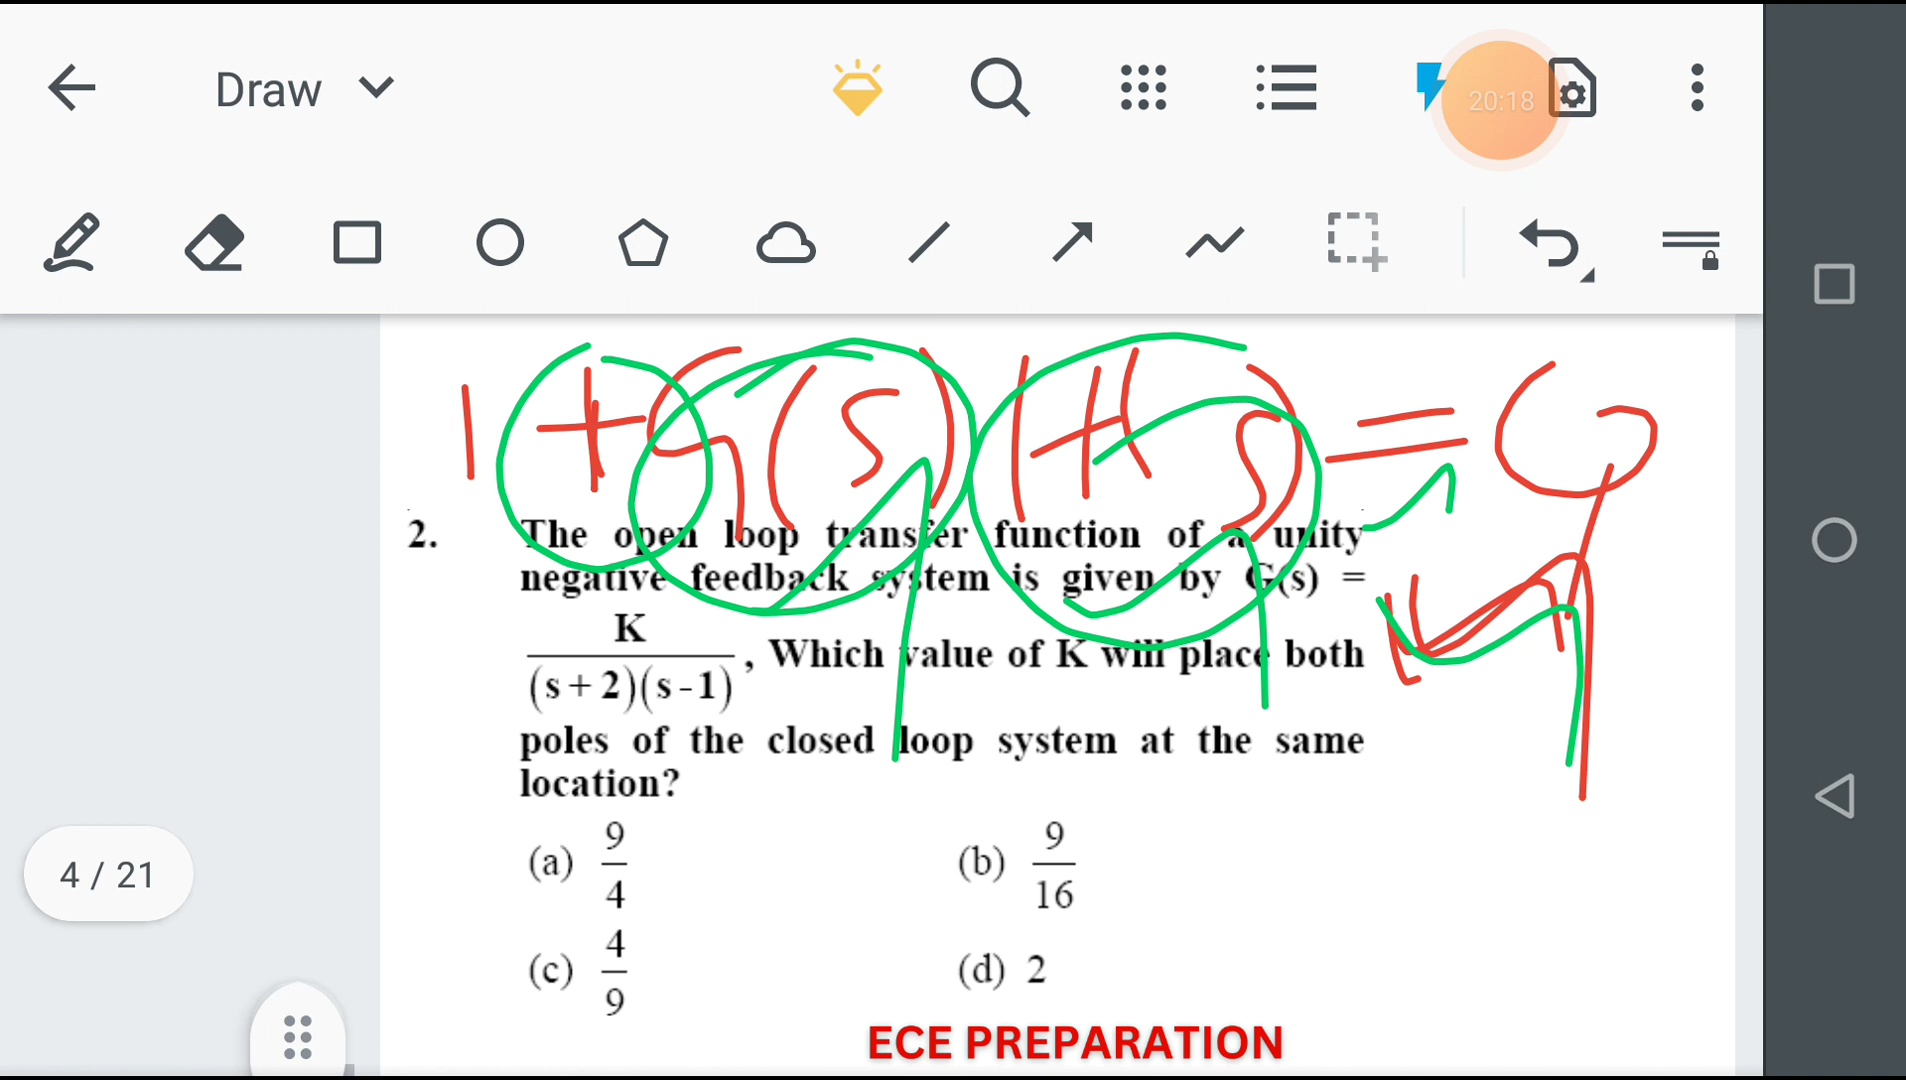 Draw
20:18
1+G(s)H(s)=0
2. The open loop transfer function of a unity
negative feedback system is given by G(s) =
K
(s+2)(s-1) , Which value of K will place both
poles of the closed loop system at the same
location?
(a) 9/4 (b) 9/16
(c) 4/9 (d) 2
4 / 21
ECE PREPARATION